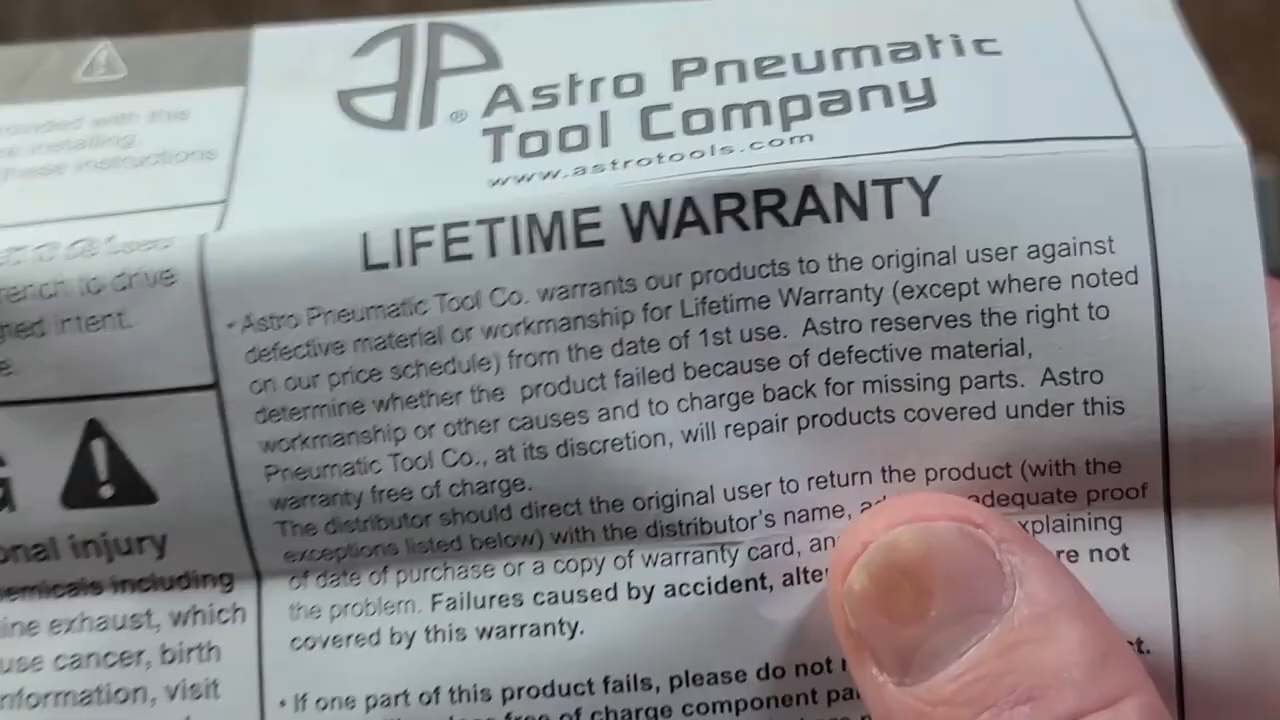 Astro Pneumatic
Tool Company
www.astrotools.com
LIFETIME WARRANTY
• Astro Pneumatic Tool Co. warrants our products to the original user against
defective material or workmanship for Lifetime Warranty (except where noted
on our price schedule) from the date of 1st use. Astro reserves the right to
determine whether the product failed because of defective material,
workmanship or other causes and to charge back for missing parts. Astro
Pneumatic Tool Co., at its discretion, will repair products covered under this
warranty free of charge.
The distributor should direct the original user to return the product (with the
exceptions listed below) with the distributor's name, adequate proof
of date of purchase or a copy of warranty card, xplaining
the problem. Failures caused by accident, re not
covered by this warranty.
• If one part of this product fails, please do not
free of charge component
these instructions
to drive
ned intent.
onal injury
emicals including
ine exhaust, which
use cancer, birth
nformation, visit